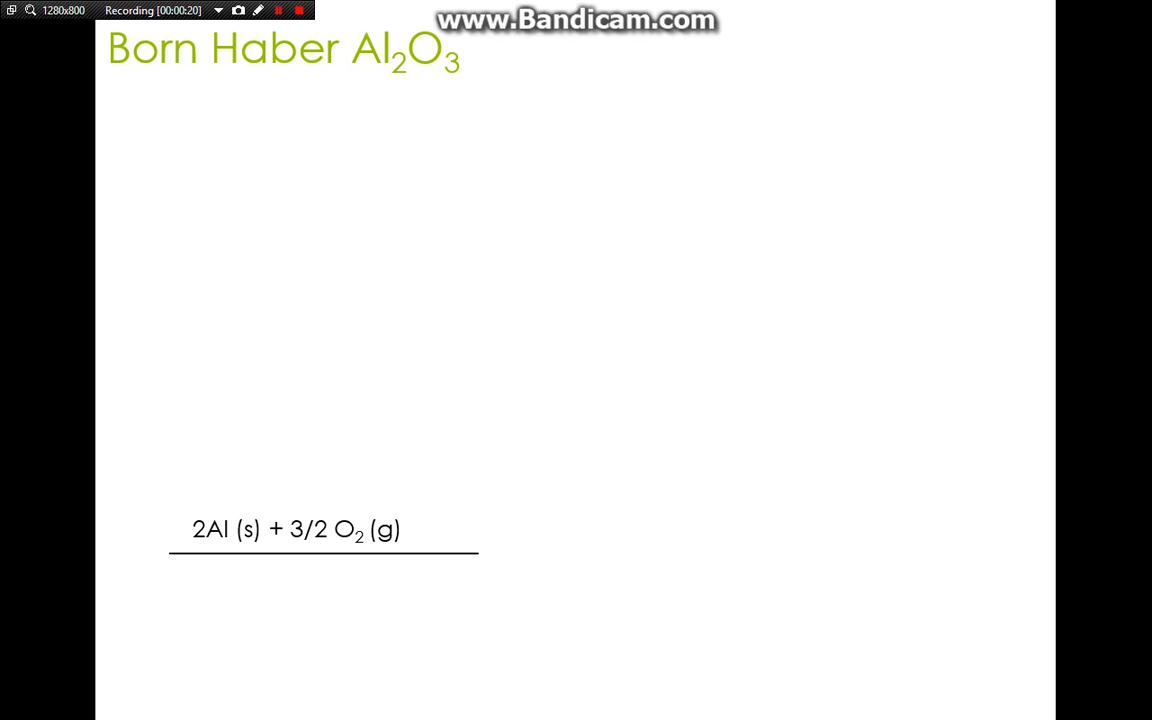 1280x800 Recording [00:00:20]
www.Bandicam.com
Born Haber Al₂O₃
2Al (s) + 3/2 O₂ (g)